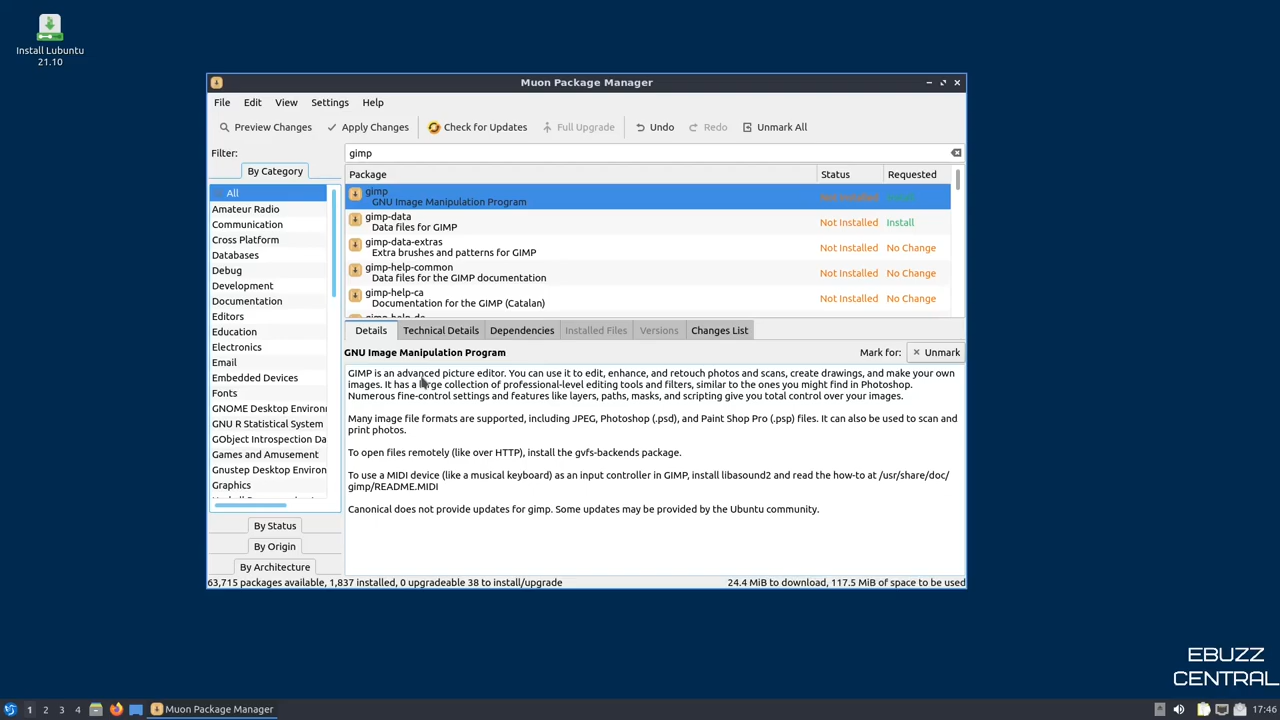 Install Lubuntu
21.10
Muon Package Manager
File Edit View Settings Help
Preview Changes Apply Changes Check for Updates Full Upgrade Undo Redo Unmark All
Filter:
gimp
By Category
All
Amateur Radio
Communication
Cross Platform
Databases
Debug
Development
Documentation
Editors
Education
Electronics
Email
Embedded Devices
Fonts
GNOME Desktop Environ
GNU R Statistical System
GObject Introspection Da
Games and Amusement
Gnustep Desktop Environ
Graphics
By Status
By Origin
By Architecture
Package Status Requested
gimp
GNU Image Manipulation Program Not Installed Install
gimp-data
Data files for GIMP Not Installed Install
gimp-data-extras
Extra brushes and patterns for GIMP Not Installed No Change
gimp-help-common
Data files for the GIMP documentation Not Installed No Change
gimp-help-ca
Documentation for the GIMP (Catalan) Not Installed No Change
Details Technical Details Dependencies Installed Files Versions Changes List
GNU Image Manipulation Program Mark for: Unmark
GIMP is an advanced picture editor. You can use it to edit, enhance, and retouch photos and scans, create drawings, and make your own
images. It has a large collection of professional-level editing tools and filters, similar to the ones you might find in Photoshop.
Numerous fine-control settings and features like layers, paths, masks, and scripting give you total control over your images.
Many image file formats are supported, including JPEG, Photoshop (.psd), and Paint Shop Pro (.psp) files. It can also be used to scan and
print photos.
To open files remotely (like over HTTP), install the gvfs-backends package.
To use a MIDI device (like a musical keyboard) as an input controller in GIMP, install libasound2 and read the how-to at /usr/share/doc/
gimp/README.MIDI
Canonical does not provide updates for gimp. Some updates may be provided by the Ubuntu community.
63,715 packages available, 1,837 installed, 0 upgradeable 38 to install/upgrade 24.4 MiB to download, 117.5 MiB of space to be used
EBUZZ
CENTRAL
1 2 3 4 Muon Package Manager 17:46